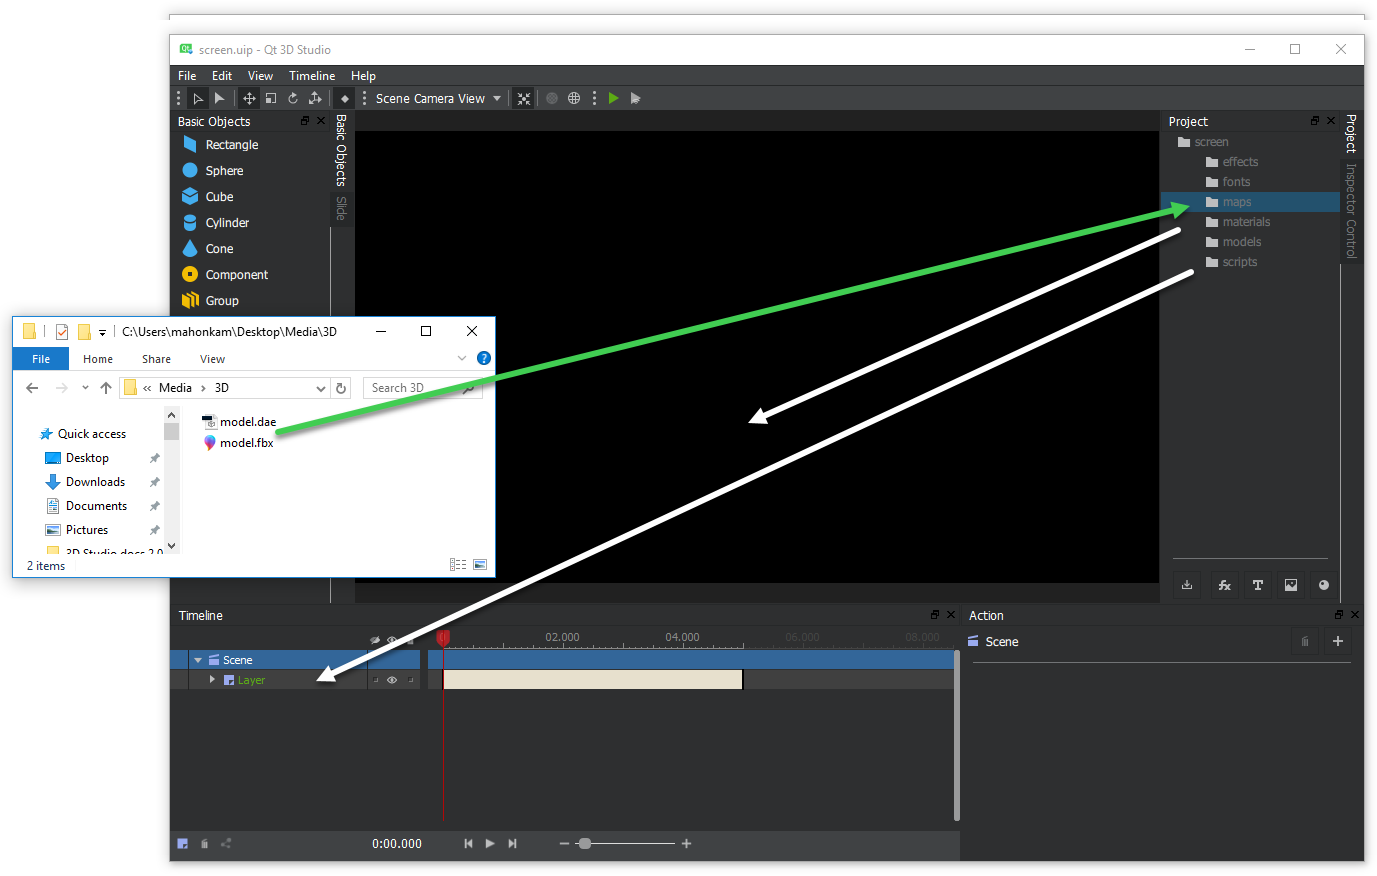 screen.uip - Qt 3D Studio
File Edit View Timeline Help
Scene Camera View
Basic Objects
Rectangle
Sphere
Cube
Cylinder
Cone
Component
Group
Basic Objects
Slide
Project
screen
effects
fonts
maps
materials
models
scripts
Project
Inspector Control
C:\Users\mahonkam\Desktop\Media\3D
File Home Share View
« Media › 3D
Search 3D
Quick access
Desktop
Downloads
Documents
Pictures
3D Studio docs 2.0
2 items
model.dae
model.fbx
fx T
Timeline
02.000 04.000 06.000 08.000
Scene
Layer
0:00.000
Action
Scene